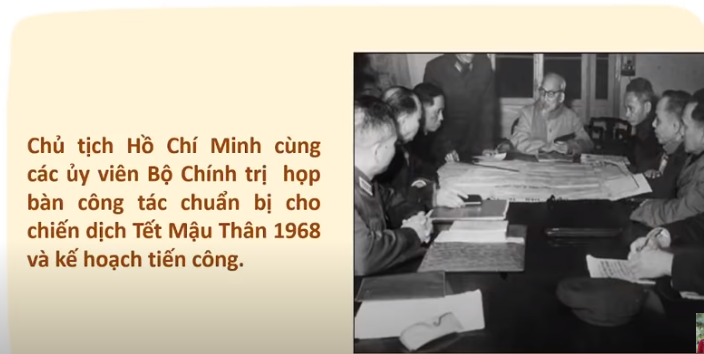 Chủ tịch Hồ Chí Minh cùng
các ủy viên Bộ Chính trị họp
bàn công tác chuẩn bị cho
chiến dịch Tết Mậu Thân 1968
và kế hoạch tiến công.